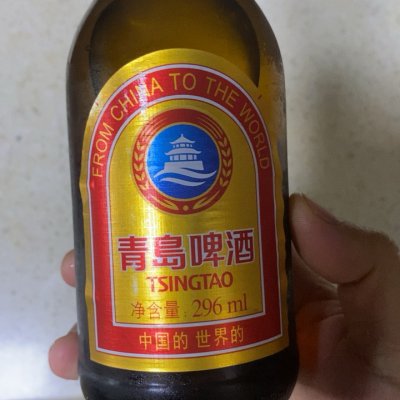 FROM CHINA TO THE WORLD
青島啤酒
TSINGTAO
净含量: 296 ml
中国的 世界的